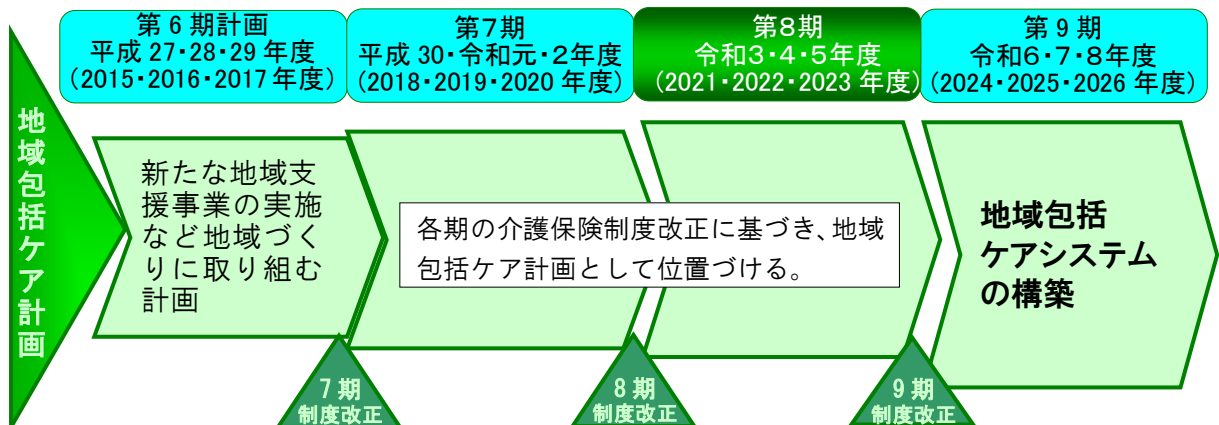 第6期計画
平成27・28・29年度
（2015・2016・2017年度）
第7期
平成30・令和元・2年度
（2018・2019・2020年度）
第8期
令和3・4・5年度
（2021・2022・2023年度）
第9期
令和6・7・8年度
（2024・2025・2026年度）
地域包括ケア計画
新たな地域支
援事業の実施
など地域づく
りに取り組む
計画
各期の介護保険制度改正に基づき、地域
包括ケア計画として位置づける。
地域包括
ケアシステム
の構築
7期
制度改正
8期
制度改正
9期
制度改正